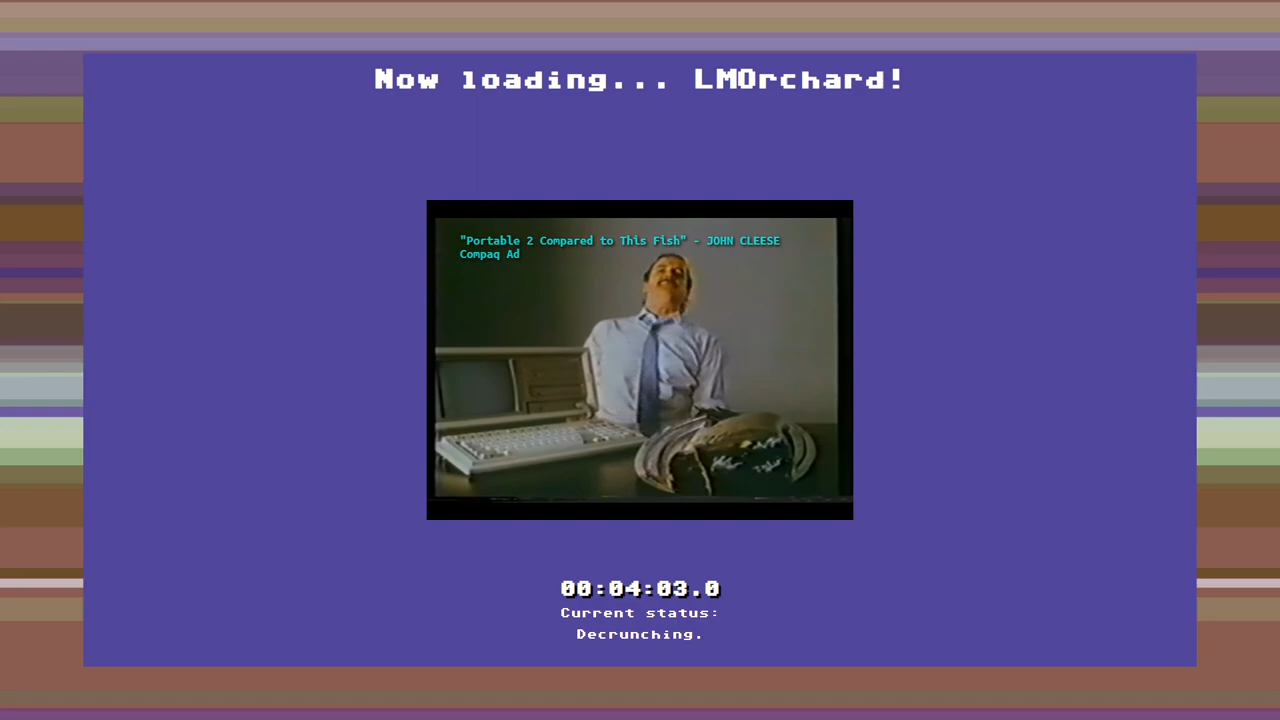 Now loading... LMOrchard!
"Portable 2 Compared to This Fish" - JOHN CLEESE
Compaq Ad
00:04:03.0
Current status:
Decrunching.